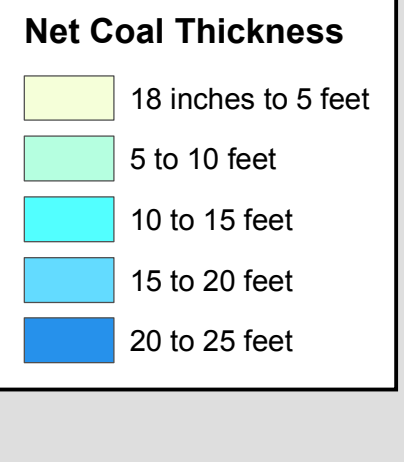 Net Coal Thickness
18 inches to 5 feet
5 to 10 feet
10 to 15 feet
15 to 20 feet
20 to 25 feet